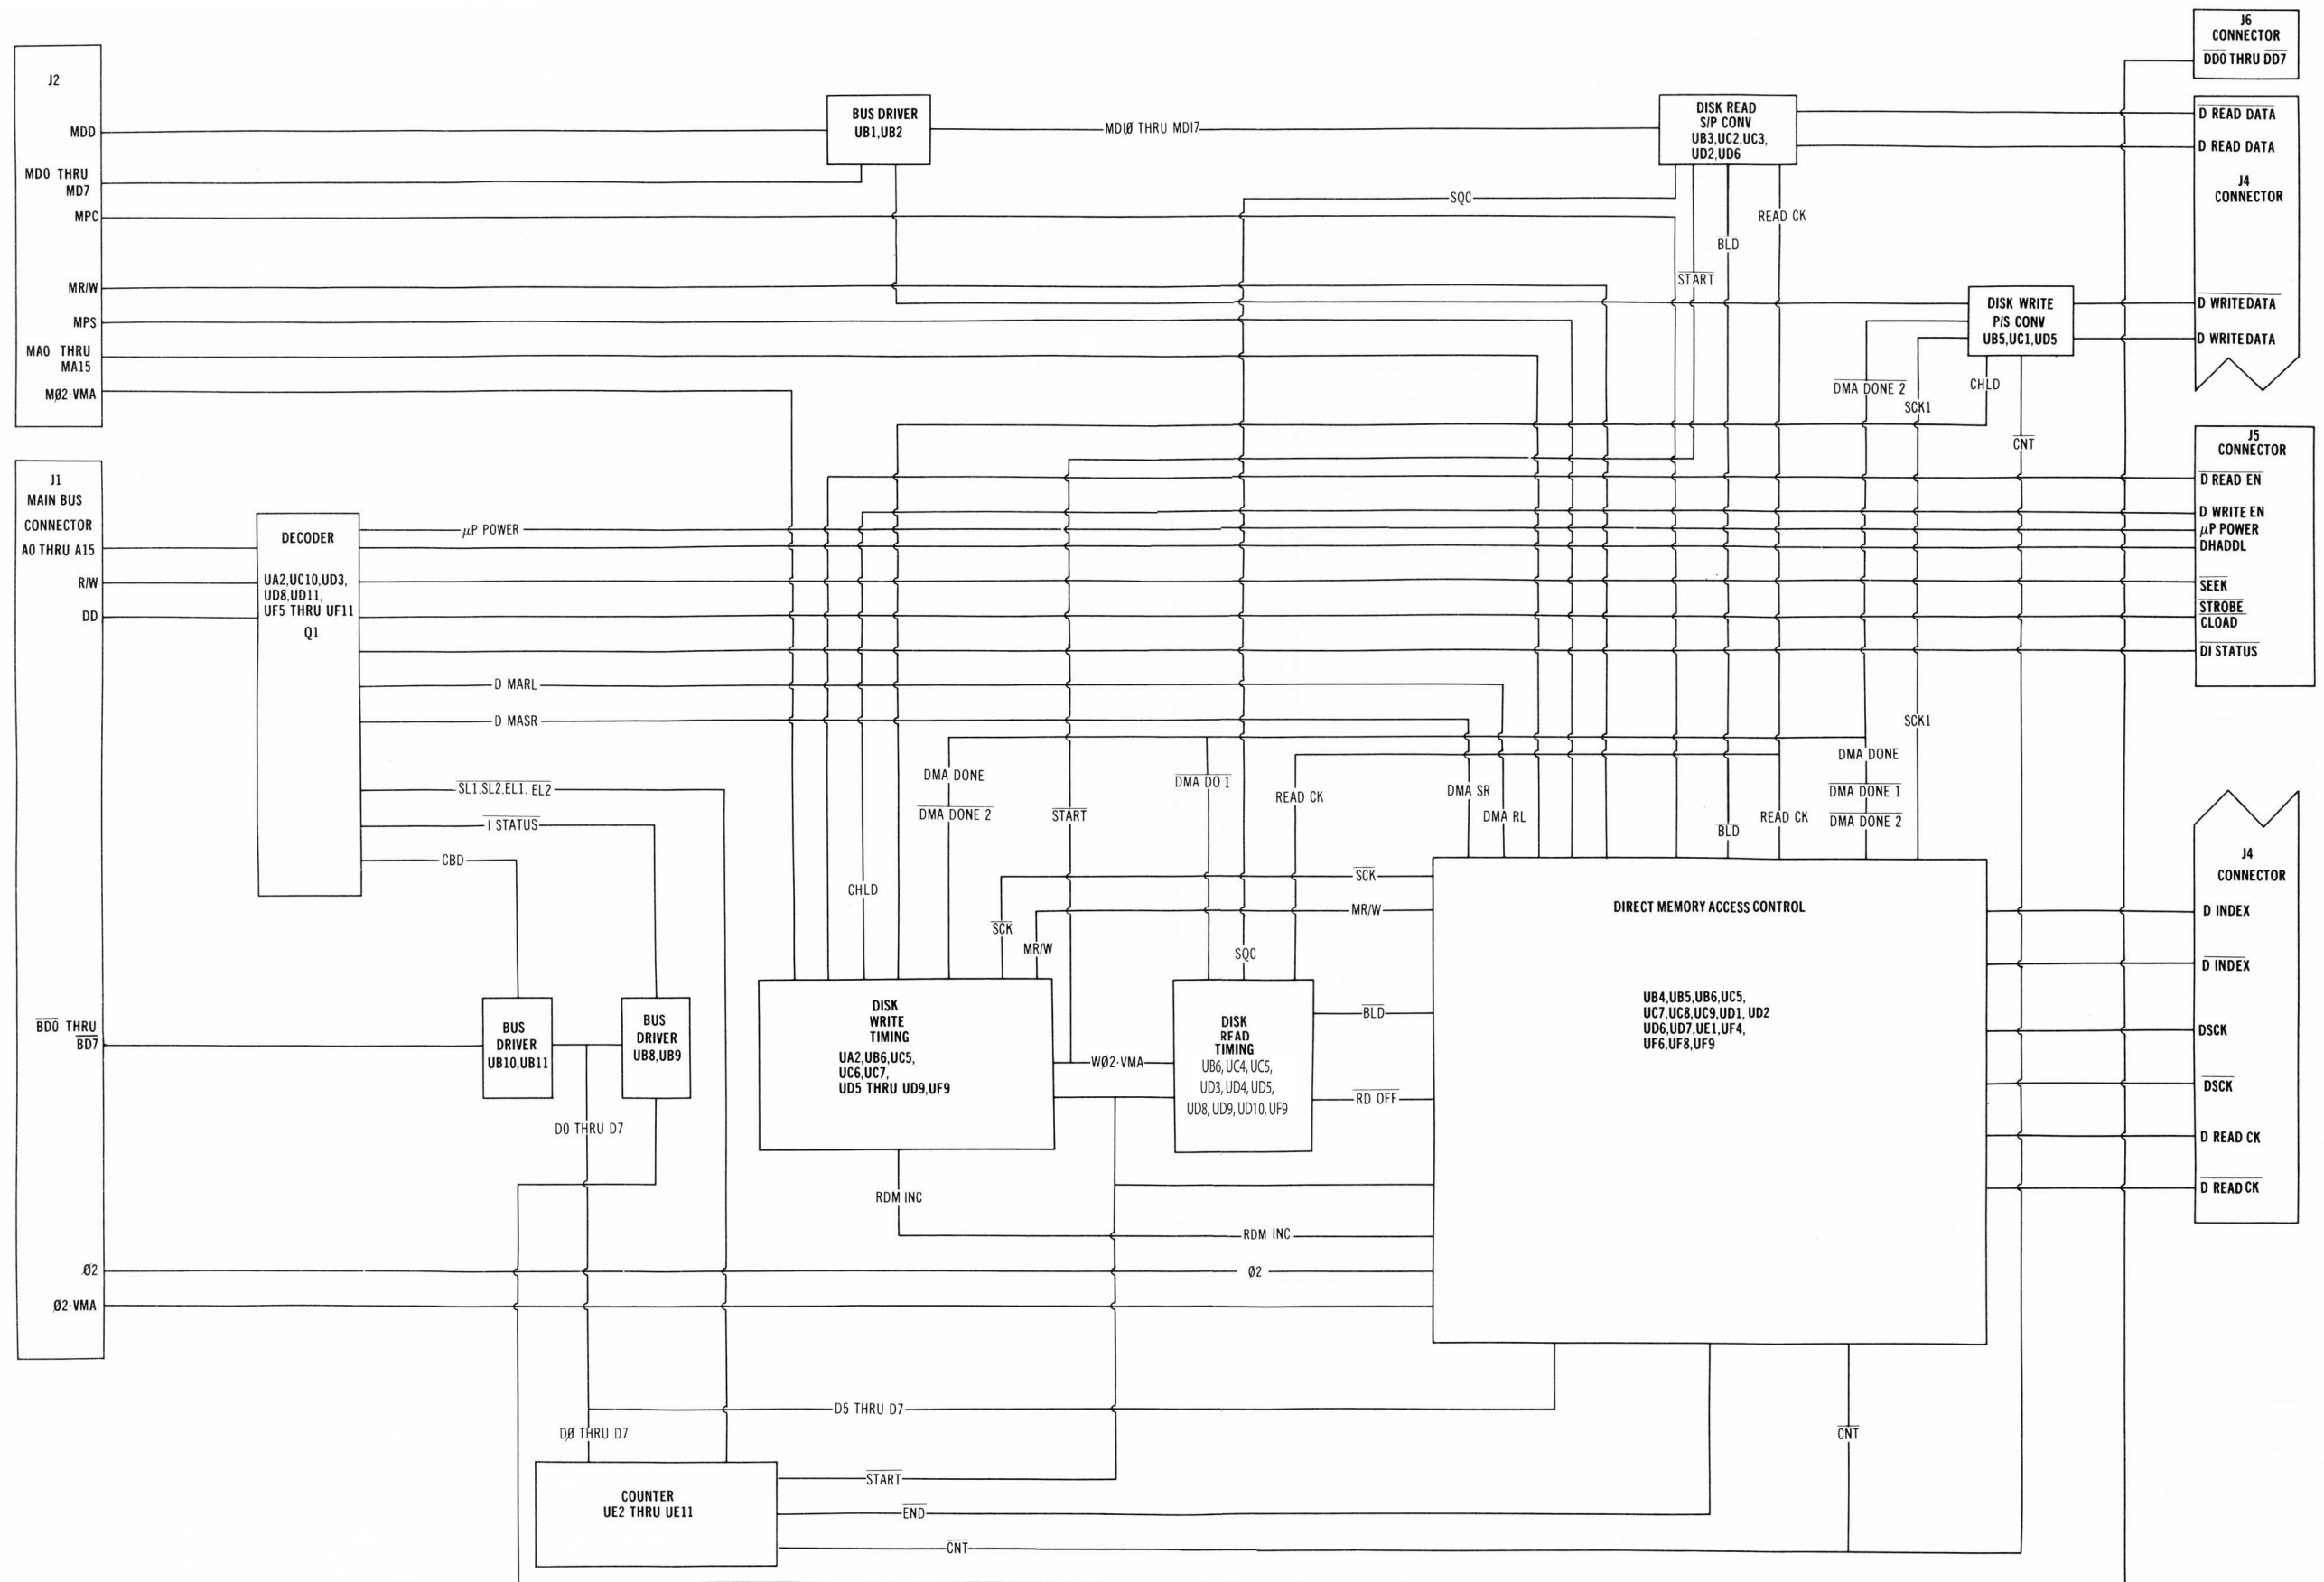 J6
CONNECTOR
DD0 THRU DD7
J2
MDD
MD0 THRU
MD7
MPC
MR/W
MPS
MA0 THRU
MA15
MØ2·VMA
BUS DRIVER
UB1,UB2
MDIØ THRU MDI7
DISK READ
S/P CONV
UB3,UC2,UC3,
UD2,UD6
D READ DATA
D READ DATA
J4
CONNECTOR
D WRITE DATA
D WRITE DATA
SQC
READ CK
BLD
START
DISK WRITE
P/S CONV
UB5,UC1,UD5
DMA DONE 2
SCK1
CHLD
CNT
J1
MAIN BUS
CONNECTOR
A0 THRU A15
R/W
DD
BD0 THRU
BD7
Ø2
Ø2·VMA
DECODER
UA2,UC10,UD3,
UD8,UD11,
UF5 THRU UF11
Q1
μP POWER
D MARL
D MASR
SL1.SL2.EL1. EL2
I STATUS
CBD
J5
CONNECTOR
D READ EN
D WRITE EN
μP POWER
DHADDL
SEEK
STROBE
CLOAD
DI STATUS
SCK1
DMA DONE
DMA DONE 2
DMA DO 1
START
READ CK
DMA SR
DMA RL
BLD
READ CK
DMA DONE
DMA DONE 1
DMA DONE 2
CHLD
SCK
MR/W
SCK
MR/W
SQC
BUS
DRIVER
UB10,UB11
BUS
DRIVER
UB8,UB9
D0 THRU D7
DISK
WRITE
TIMING
UA2,UB6,UC5,
UC6,UC7,
UD5 THRU UD9,UF9
WØ2·VMA
DISK
READ
TIMING
UB6, UC4, UC5,
UD3, UD4, UD5,
UD8, UD9, UD10, UF9
BLD
RD OFF
DIRECT MEMORY ACCESS CONTROL
UB4,UB5,UB6,UC5,
UC7,UC8,UC9,UD1, UD2
UD6,UD7,UE1,UF4,
UF6,UF8,UF9
J4
CONNECTOR
D INDEX
D INDEX
DSCK
DSCK
D READ CK
D READ CK
RDM INC
RDM INC
Ø2
D5 THRU D7
DØ THRU D7
COUNTER
UE2 THRU UE11
START
END
CNT
CNT